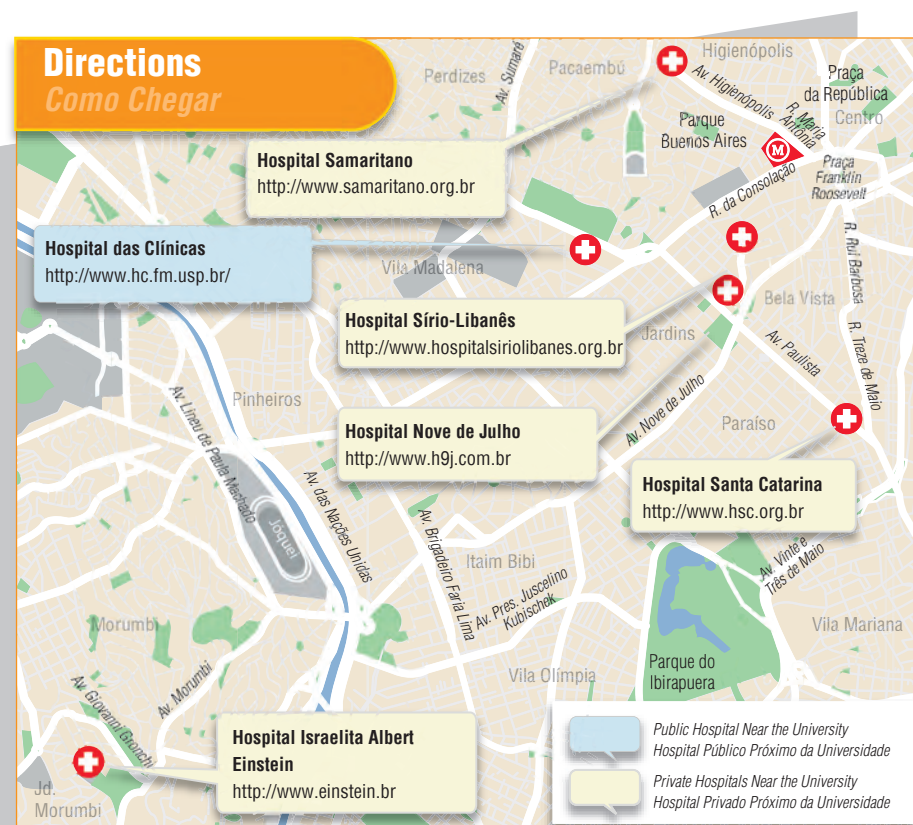 Directions
Como Chegar
Perdizes
Av. Sumaré
Pacaembú
Higienópolis
Av. Higienópolis
R. Maria
Antônia
Praça
da República
Centro
Parque
Buenos Aires
M
Praça
Franklin
Roosevelt
R. da Consolação
Hospital Samaritano
http://www.samaritano.org.br
Hospital das Clínicas
http://www.hc.fm.usp.br/
Vila Madalena
R. Rui Barbosa
Bela Vista
Hospital Sírio-Libanês
http://www.hospitalsiriolibanes.org.br
Jardins
Av. Paulista
R. Treze de Maio
Pinheiros
Av. Lineu de Paula Machado
Hospital Nove de Julho
http://www.h9j.com.br
Av. Nove de Julho
Paraíso
Hospital Santa Catarina
http://www.hsc.org.br
Jóquei
Av. das Nações Unidas
Av. Brigadeiro Faria Lima
Itaim Bibi
Av. Pres. Juscelino
Kubischek
Av. Vinte e
Três de Maio
Morumbi
Vila Mariana
Vila Olímpia
Parque do
Ibirapuera
Av. Giovanni Gronchi
Av. Morumbi
Hospital Israelita Albert
Einstein
http://www.einstein.br
Jd.
Morumbi
Public Hospital Near the University
Hospital Público Próximo da Universidade
Private Hospitals Near the University
Hospital Privado Próximo da Universidade